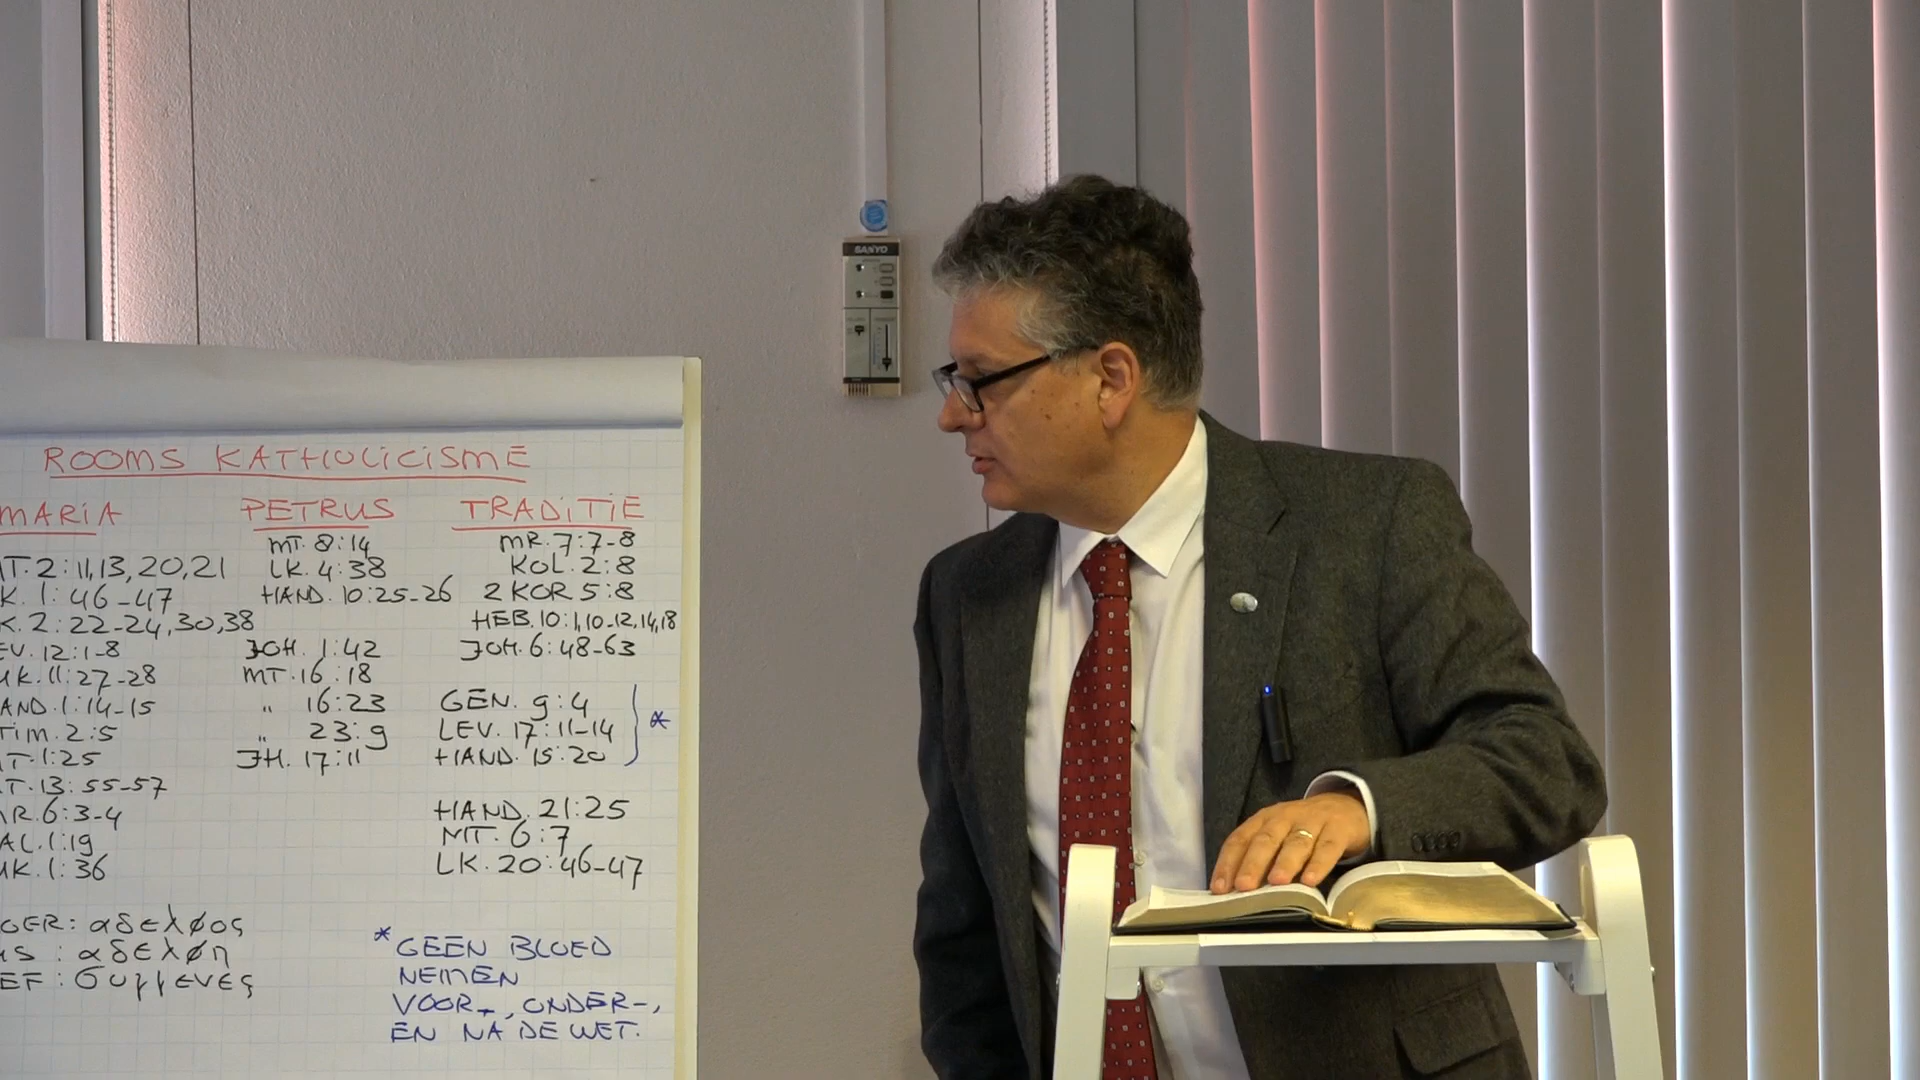 SANYO
ROOMS KATHOLICISME
MARIA PETRUS TRADITIE
MT. 8:14 MR. 7:7-8
T. 2:11,13,20,21 LK. 4:38 KOL. 2:8
K. 1:46-47 HAND. 10:25-26 2 KOR 5:8
K. 2:22-24,30,38 HEB. 10:1,10-12,14,18
EV. 12:1-8 JOH. 1:42 JOH. 6:48-63
UK. 11:27-28 MT. 16:18
AND. 1:14-15 " 16:23 GEN. 9:4
TIM. 2:5 " 23:9 LEV. 17:11-14 *
T. 1:25 JH. 17:11 HAND. 15:20
T. 13:55-57
R. 6:3-4 HAND. 21:25
AL. 1:19 MT. 6:7
UK. 1:36 LK. 20:46-47
OER: αδελφος
US: αδελφη
EF: συγγενες
* GEEN BLOED
NEMEN
VOOR-, ONDER-,
EN NA DE WET.